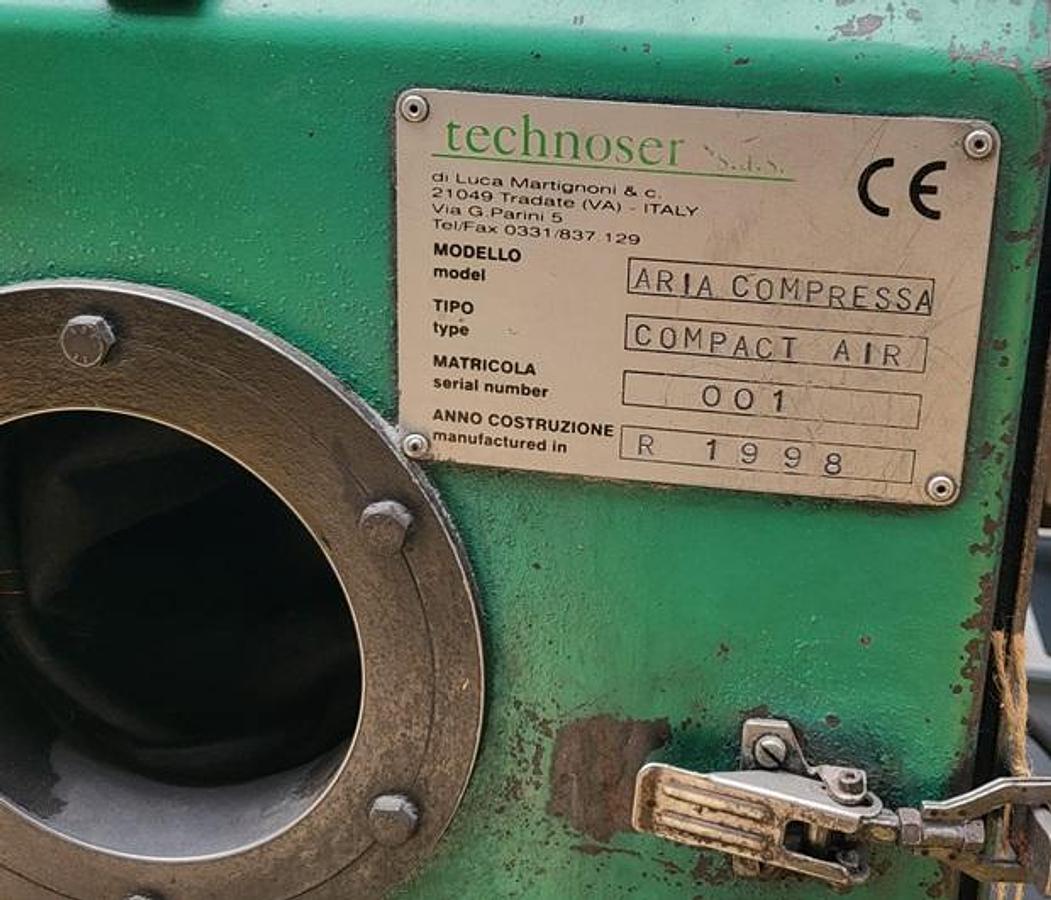 technoser s.a.s.
CE
di Luca Martignoni & c.
21049 Tradate (VA) - ITALY
Via G.Parini 5
Tel/Fax 0331/837.129
MODELLO
model
ARIA COMPRESSA
TIPO
type
COMPACT AIR
MATRICOLA
serial number
001
ANNO COSTRUZIONE
manufactured in
R 1998